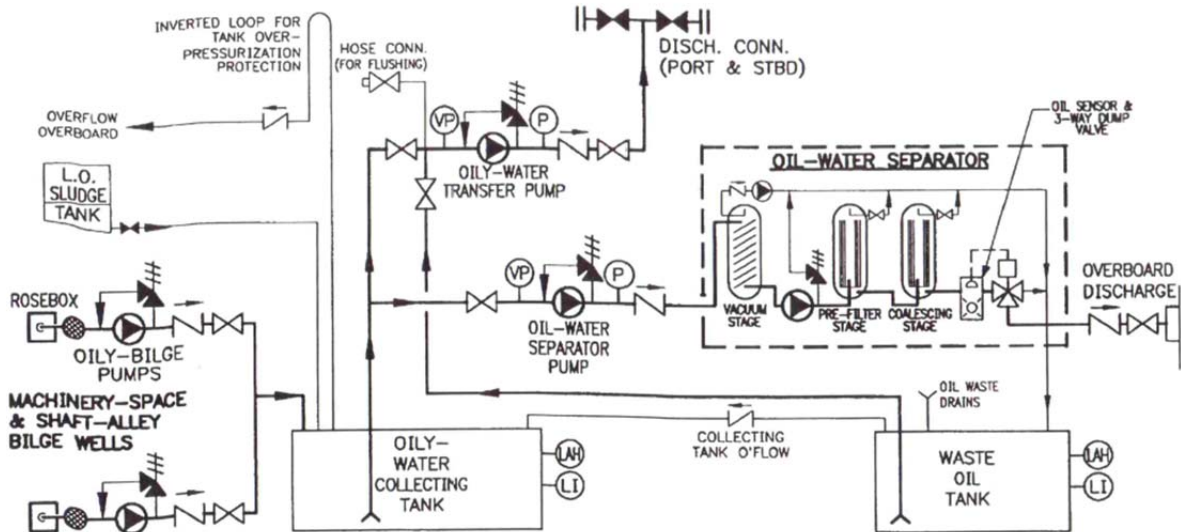 INVERTED LOOP FOR
TANK OVER-
PRESSURIZATION
PROTECTION
HOSE CONN.
(FOR FLUSHING)
DISCH. CONN.
(PORT & STBD)
OVERFLOW
OVERBOARD
VP
P
OILY-WATER
TRANSFER PUMP
OIL SENSOR &
3-WAY DUMP
VALVE
OIL-WATER SEPARATOR
L.O.
SLUDGE
TANK
VP
P
OIL-WATER
SEPARATOR
PUMP
VACUUM
STAGE
PRE-FILTER
STAGE
COALESCING
STAGE
OVERBOARD
DISCHARGE
ROSEBOX
OILY-BILGE
PUMPS
MACHINERY-SPACE
& SHAFT-ALLEY
BILGE WELLS
OILY-
WATER
COLLECTING
TANK
LAH
LI
COLLECTING
TANK O'FLOW
OIL WASTE
DRAINS
WASTE
OIL
TANK
LAH
LI